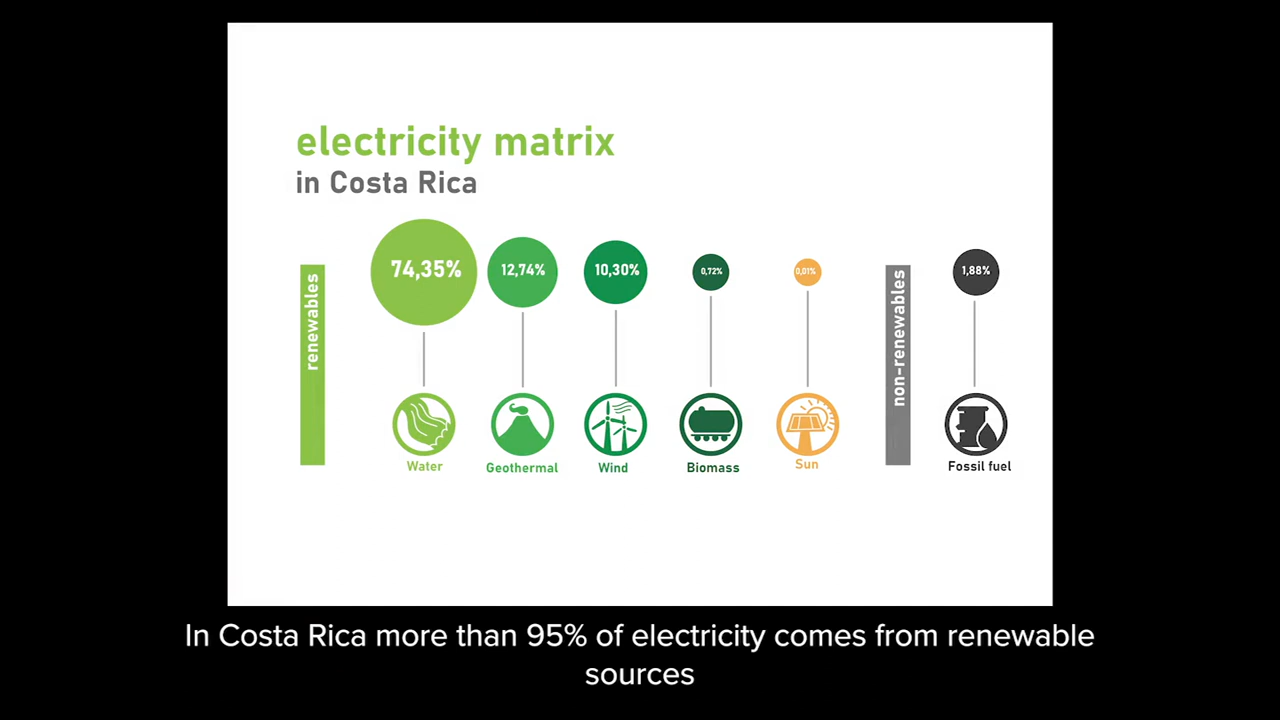 electricity matrix
in Costa Rica
renewables
74,35%
12,74%
10,30%
0,72%
0,01%
non-renewables
1,88%
Water
Geothermal
Wind
Biomass
Sun
Fossil fuel
In Costa Rica more than 95% of electricity comes from renewable
sources